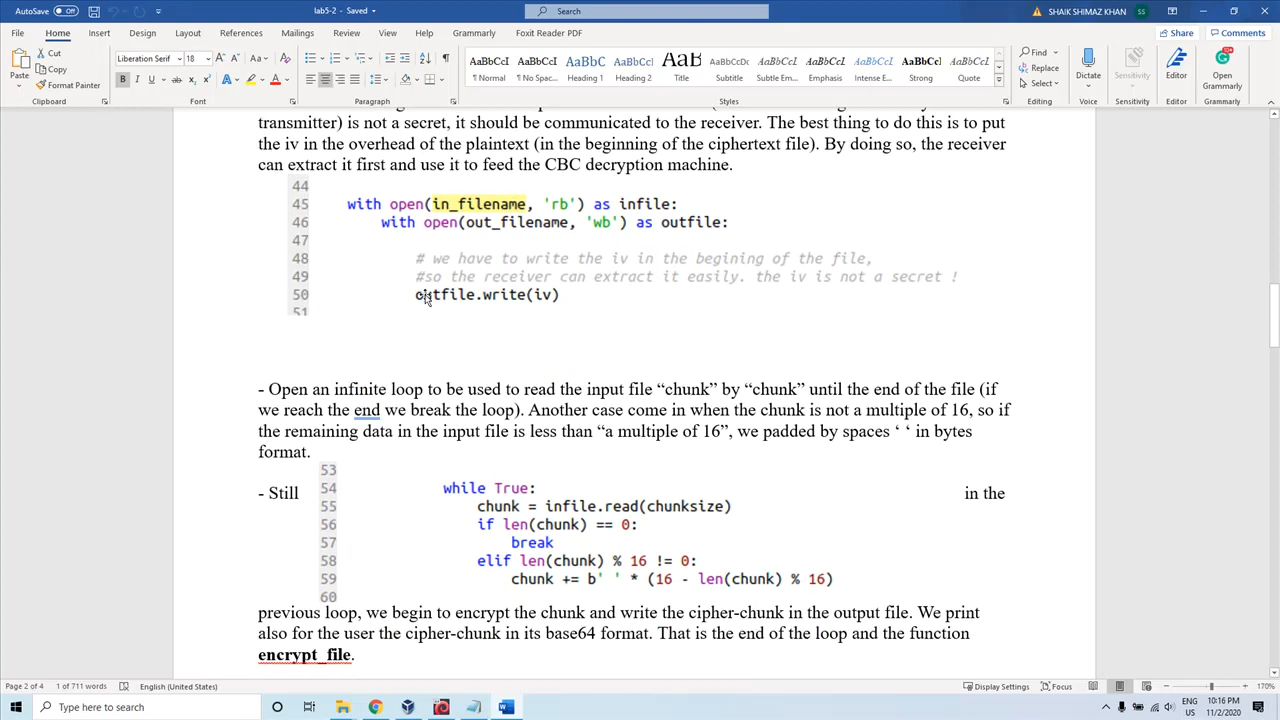 AutoSave Off lab5-2 - Saved Search SHAIK SHIMAZ KHAN SS
File Home Insert Design Layout References Mailings Review View Help Grammarly Foxit Reader PDF Share Comments
Paste Cut Copy Format Painter Clipboard
Liberation Serif 18 Font
Paragraph
AaBbCcI AaBbCcI AaBbC AaBbCcI AaB AaBbCcD AaBbCcI AaBbCcI AaBbCcI AaBbCcI AaBbCcI
¶ Normal ¶ No Spac... Heading 1 Heading 2 Title Subtitle Subtle Em... Emphasis Intense E... Strong Quote
Styles
Find Replace Select Editing
Dictate Voice
Sensitivity Sensitivity
Editor Editor
Open Grammarly Grammarly
transmitter) is not a secret, it should be communicated to the receiver. The best thing to do this is to put
the iv in the overhead of the plaintext (in the beginning of the ciphertext file). By doing so, the receiver
can extract it first and use it to feed the CBC decryption machine.
44
45 with open(in_filename, 'rb') as infile:
46 with open(out_filename, 'wb') as outfile:
47
48 # we have to write the iv in the begining of the file,
49 #so the receiver can extract it easily. the iv is not a secret !
50 outfile.write(iv)
51
- Open an infinite loop to be used to read the input file “chunk” by “chunk” until the end of the file (if
we reach the end we break the loop). Another case come in when the chunk is not a multiple of 16, so if
the remaining data in the input file is less than “a multiple of 16”, we padded by spaces ‘ ‘ in bytes
format.
53
- Still in the
54 while True:
55 chunk = infile.read(chunksize)
56 if len(chunk) == 0:
57 break
58 elif len(chunk) % 16 != 0:
59 chunk += b' ' * (16 - len(chunk) % 16)
60
previous loop, we begin to encrypt the chunk and write the cipher-chunk in the output file. We print
also for the user the cipher-chunk in its base64 format. That is the end of the loop and the function
encrypt_file.
Page 2 of 4 1 of 711 words English (United States) Display Settings Focus 170%
Type here to search ENG US 10:16 PM 11/2/2020